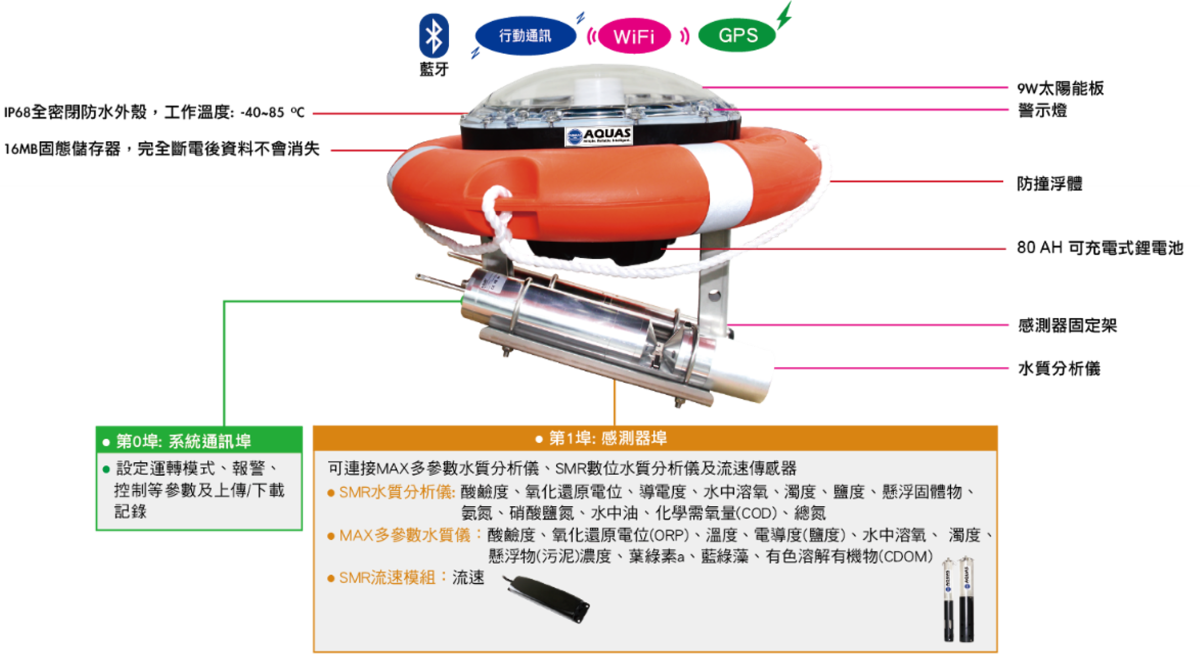 行動通訊
WiFi
GPS
藍牙
9W太陽能板
警示燈
IP68全密閉防水外殼，工作溫度: -40~85 ºC
16MB固態儲存器，完全斷電後資料不會消失
AQUAS
防撞浮體
80 AH 可充電式鋰電池
感測器固定架
水質分析儀
● 第0埠: 系統通訊埠
● 設定運轉模式、報警、
控制等參數及上傳/下載
記錄
● 第1埠: 感測器埠
可連接MAX多參數水質分析儀、SMR數位水質分析儀及流速傳感器
● SMR水質分析儀: 酸鹼度、氧化還原電位、導電度、水中溶氧、濁度、鹽度、懸浮固體物、
氨氮、硝酸鹽氮、水中油、化學需氧量(COD)、總氮
● MAX多參數水質儀：酸鹼度、氧化還原電位(ORP)、溫度、電導度(鹽度)、水中溶氧、 濁度、
懸浮物(污泥)濃度、葉綠素a、藍綠藻、有色溶解有機物(CDOM)
● SMR流速模組：流速
AQUAS
AQUAS